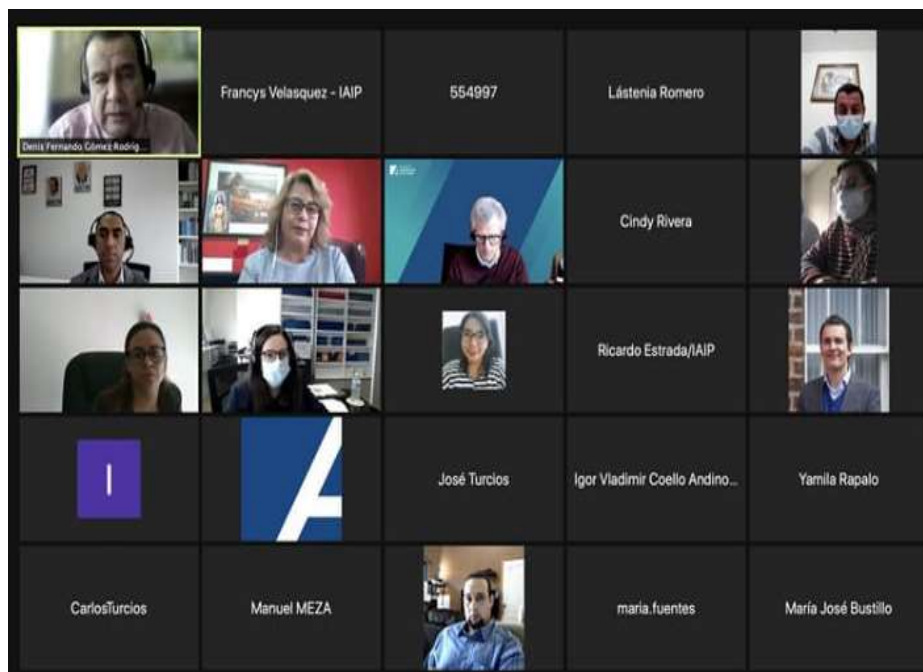 Denis Fernando Gómez Rodríg...
Francys Velasquez - IAIP
554997
Lástenia Romero
Cindy Rivera
Ricardo Estrada/IAIP
I
José Turcios
Igor Vladimir Coello Andino...
Yamila Rapalo
CarlosTurcios
Manuel MEZA
maria.fuentes
María José Bustillo